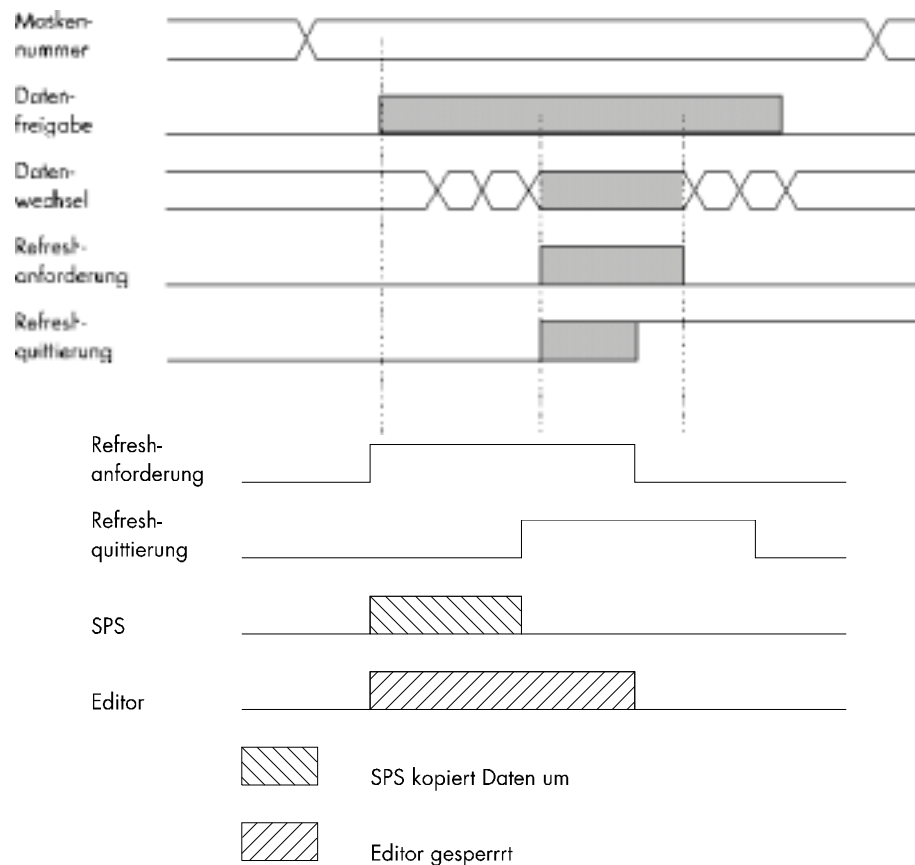 Masken-
nummer
Daten-
freigabe
Daten-
wechsel
Refresh-
anforderung
Refresh-
quittierung
Refresh-
anforderung
Refresh-
quittierung
SPS
Editor
SPS kopiert Daten um
Editor gesperrrt